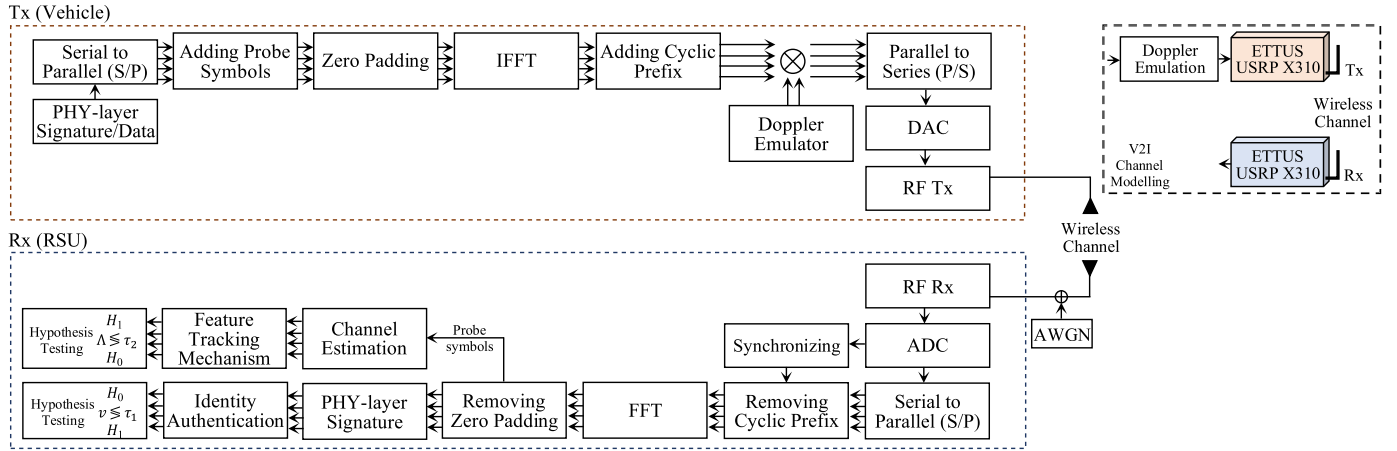 Tx (Vehicle)
Serial to
Parallel (S/P)
PHY-layer
Signature/Data
Adding Probe
Symbols
Zero Padding
IFFT
Adding Cyclic
Prefix
Doppler
Emulator
Parallel to
Series (P/S)
DAC
RF Tx
Doppler
Emulation
ETTUS
USRP X310
Tx
Wireless
Channel
V2I
Channel
Modelling
ETTUS
USRP X310
Rx
Wireless
Channel
AWGN
Rx (RSU)
RF Rx
ADC
Synchronizing
Serial to
Parallel (S/P)
Removing
Cyclic Prefix
FFT
Removing
Zero Padding
Probe
symbols
Channel
Estimation
Feature
Tracking
Mechanism
Hypothesis
Testing
H₁
Λ ≶ τ₂
H₀
PHY-layer
Signature
Identity
Authentication
Hypothesis
Testing
H₀
v ≶ τ₁
H₁